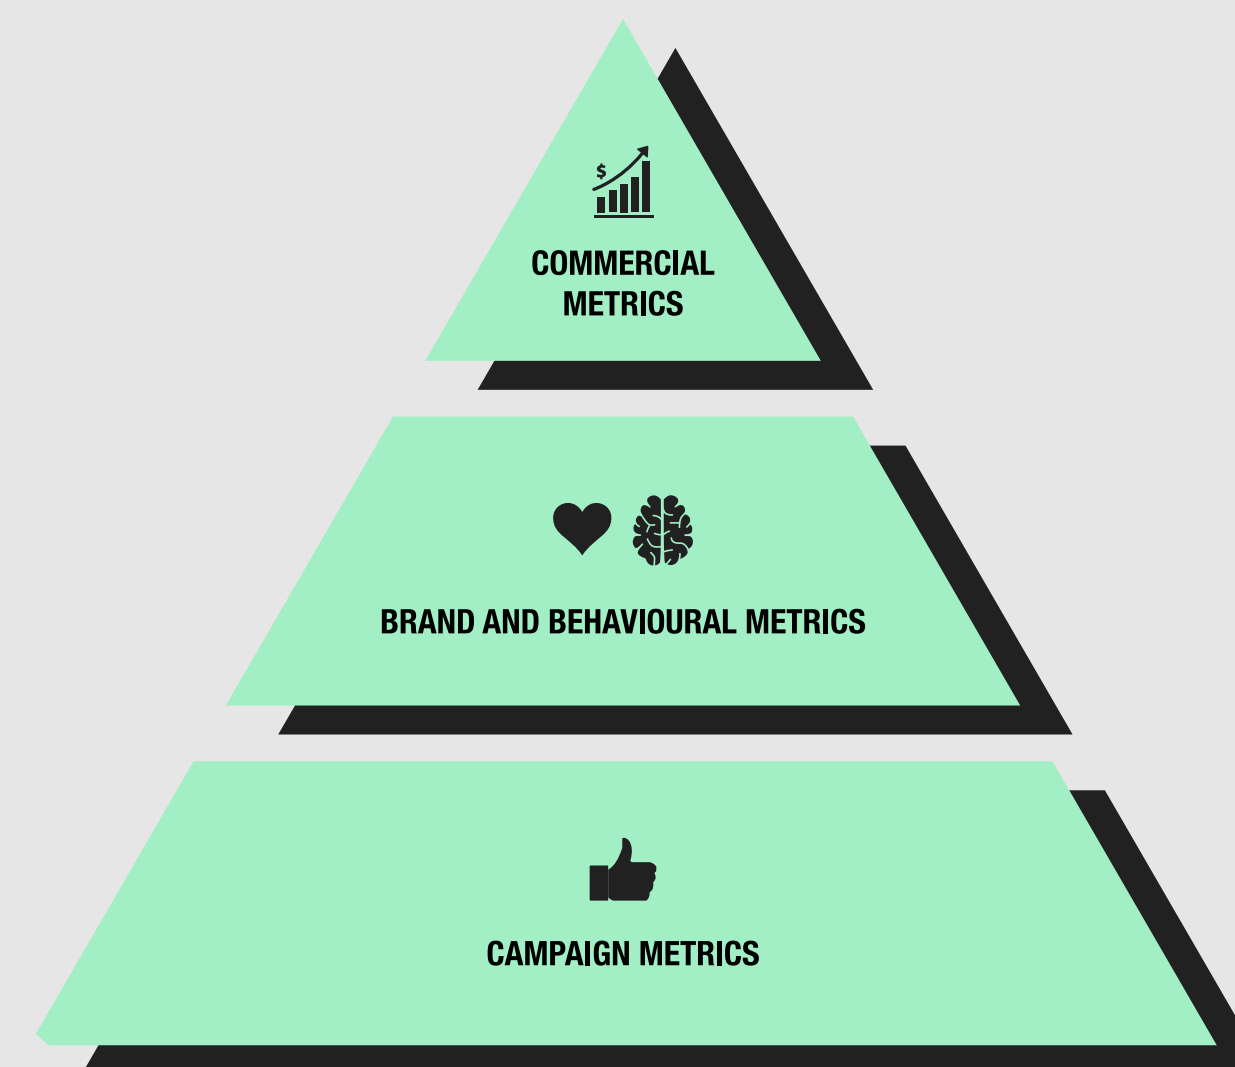 $
COMMERCIAL
METRICS
BRAND AND BEHAVIOURAL METRICS
CAMPAIGN METRICS